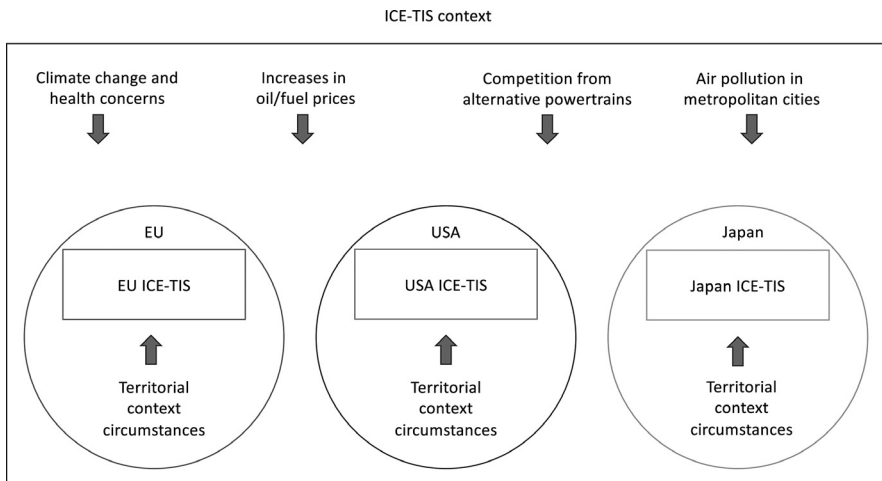 ICE-TIS context
Climate change and
health concerns
Increases in
oil/fuel prices
Competition from
alternative powertrains
Air pollution in
metropolitan cities
EU
EU ICE-TIS
Territorial
context
circumstances
USA
USA ICE-TIS
Territorial
context
circumstances
Japan
Japan ICE-TIS
Territorial
context
circumstances